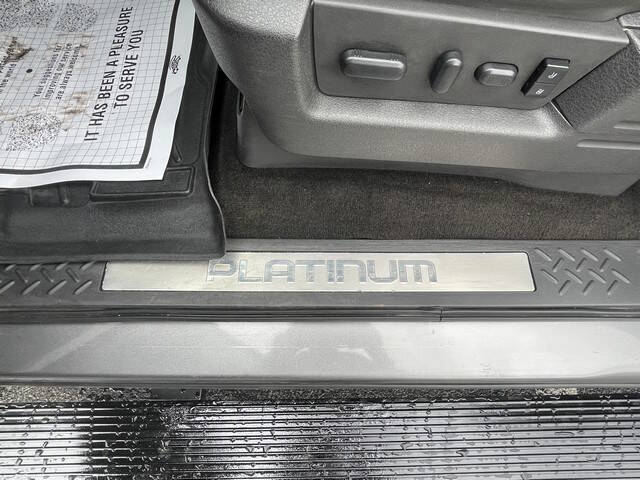 IT HAS BEEN A PLEASURE
TO SERVE YOU
PLATINUM